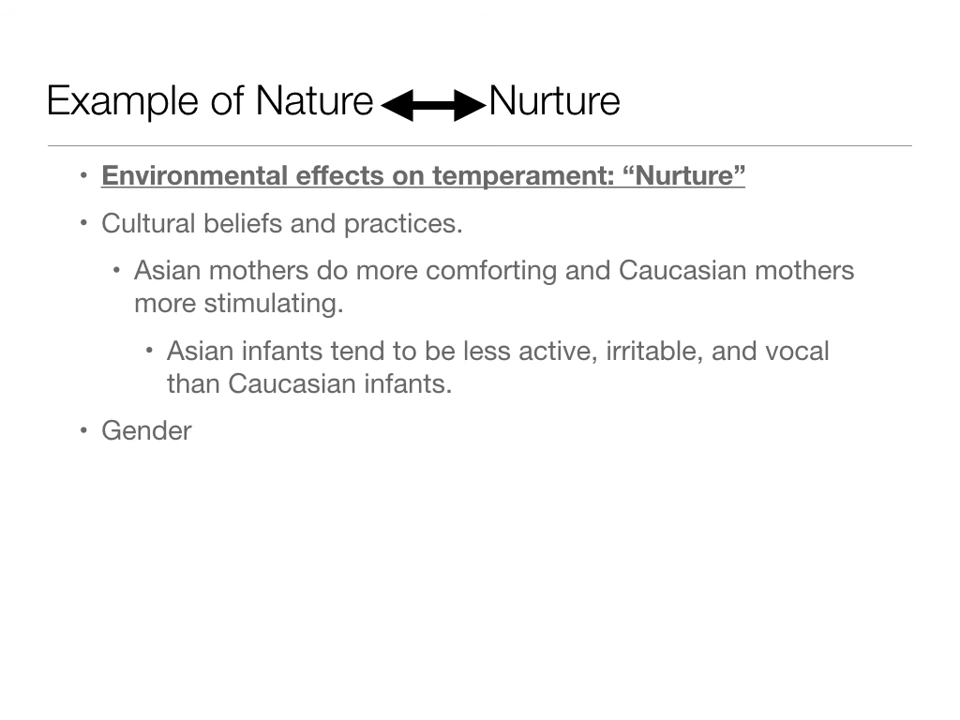 Example of Nature Nurture
• Environmental effects on temperament: “Nurture”
• Cultural beliefs and practices.
• Asian mothers do more comforting and Caucasian mothers
more stimulating.
• Asian infants tend to be less active, irritable, and vocal
than Caucasian infants.
• Gender